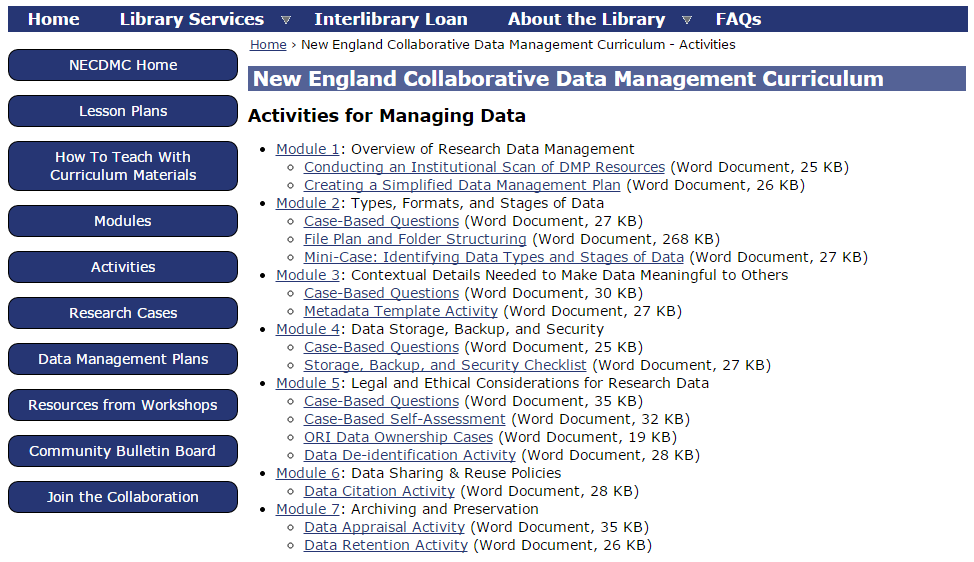 Home Library Services Interlibrary Loan About the Library FAQs
Home › New England Collaborative Data Management Curriculum - Activities
NECDMC Home
Lesson Plans
How To Teach With
Curriculum Materials
Modules
Activities
Research Cases
Data Management Plans
Resources from Workshops
Community Bulletin Board
Join the Collaboration
New England Collaborative Data Management Curriculum
Activities for Managing Data
Module 1: Overview of Research Data Management
Conducting an Institutional Scan of DMP Resources (Word Document, 25 KB)
Creating a Simplified Data Management Plan (Word Document, 26 KB)
Module 2: Types, Formats, and Stages of Data
Case-Based Questions (Word Document, 27 KB)
File Plan and Folder Structuring (Word Document, 268 KB)
Mini-Case: Identifying Data Types and Stages of Data (Word Document, 27 KB)
Module 3: Contextual Details Needed to Make Data Meaningful to Others
Case-Based Questions (Word Document, 30 KB)
Metadata Template Activity (Word Document, 27 KB)
Module 4: Data Storage, Backup, and Security
Case-Based Questions (Word Document, 25 KB)
Storage, Backup, and Security Checklist (Word Document, 27 KB)
Module 5: Legal and Ethical Considerations for Research Data
Case-Based Questions (Word Document, 35 KB)
Case-Based Self-Assessment (Word Document, 32 KB)
ORI Data Ownership Cases (Word Document, 19 KB)
Data De-identification Activity (Word Document, 28 KB)
Module 6: Data Sharing & Reuse Policies
Data Citation Activity (Word Document, 28 KB)
Module 7: Archiving and Preservation
Data Appraisal Activity (Word Document, 35 KB)
Data Retention Activity (Word Document, 26 KB)